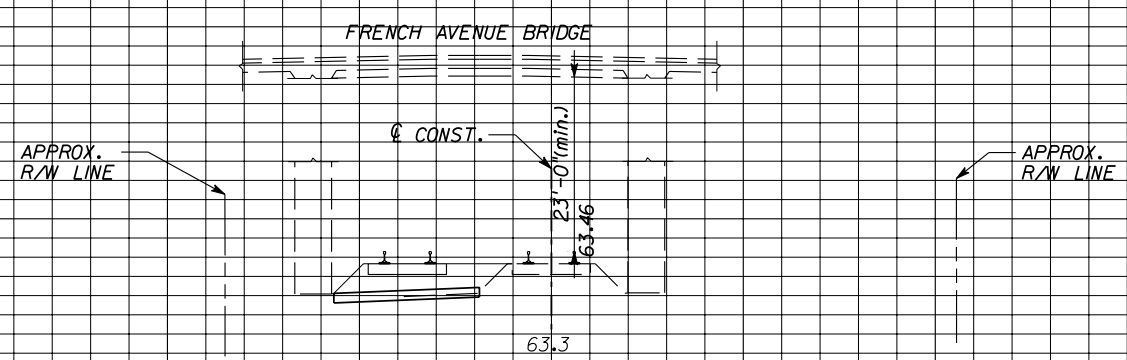 FRENCH AVENUE BRIDGE
℄ CONST.
APPROX.
R/W LINE
23'-0"(min.)
63.46
APPROX.
R/W LINE
63.3